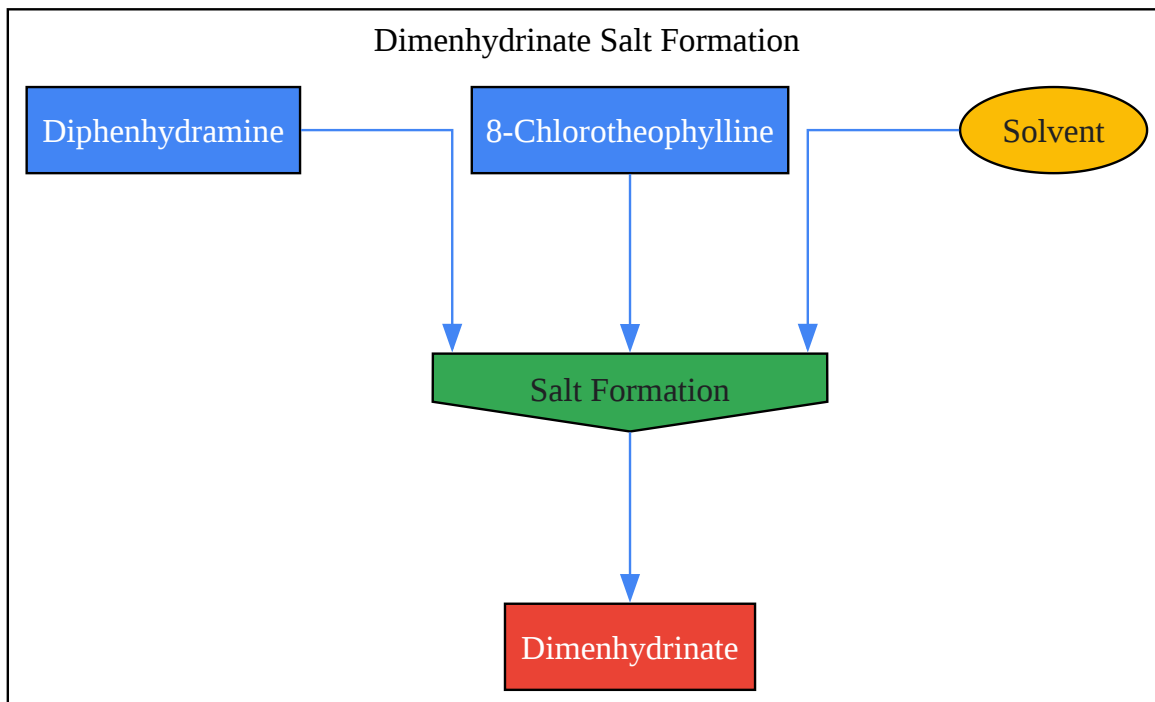 Dimenhydrinate Salt Formation
Diphenhydramine
8-Chlorotheophylline
Solvent
Salt Formation
Dimenhydrinate